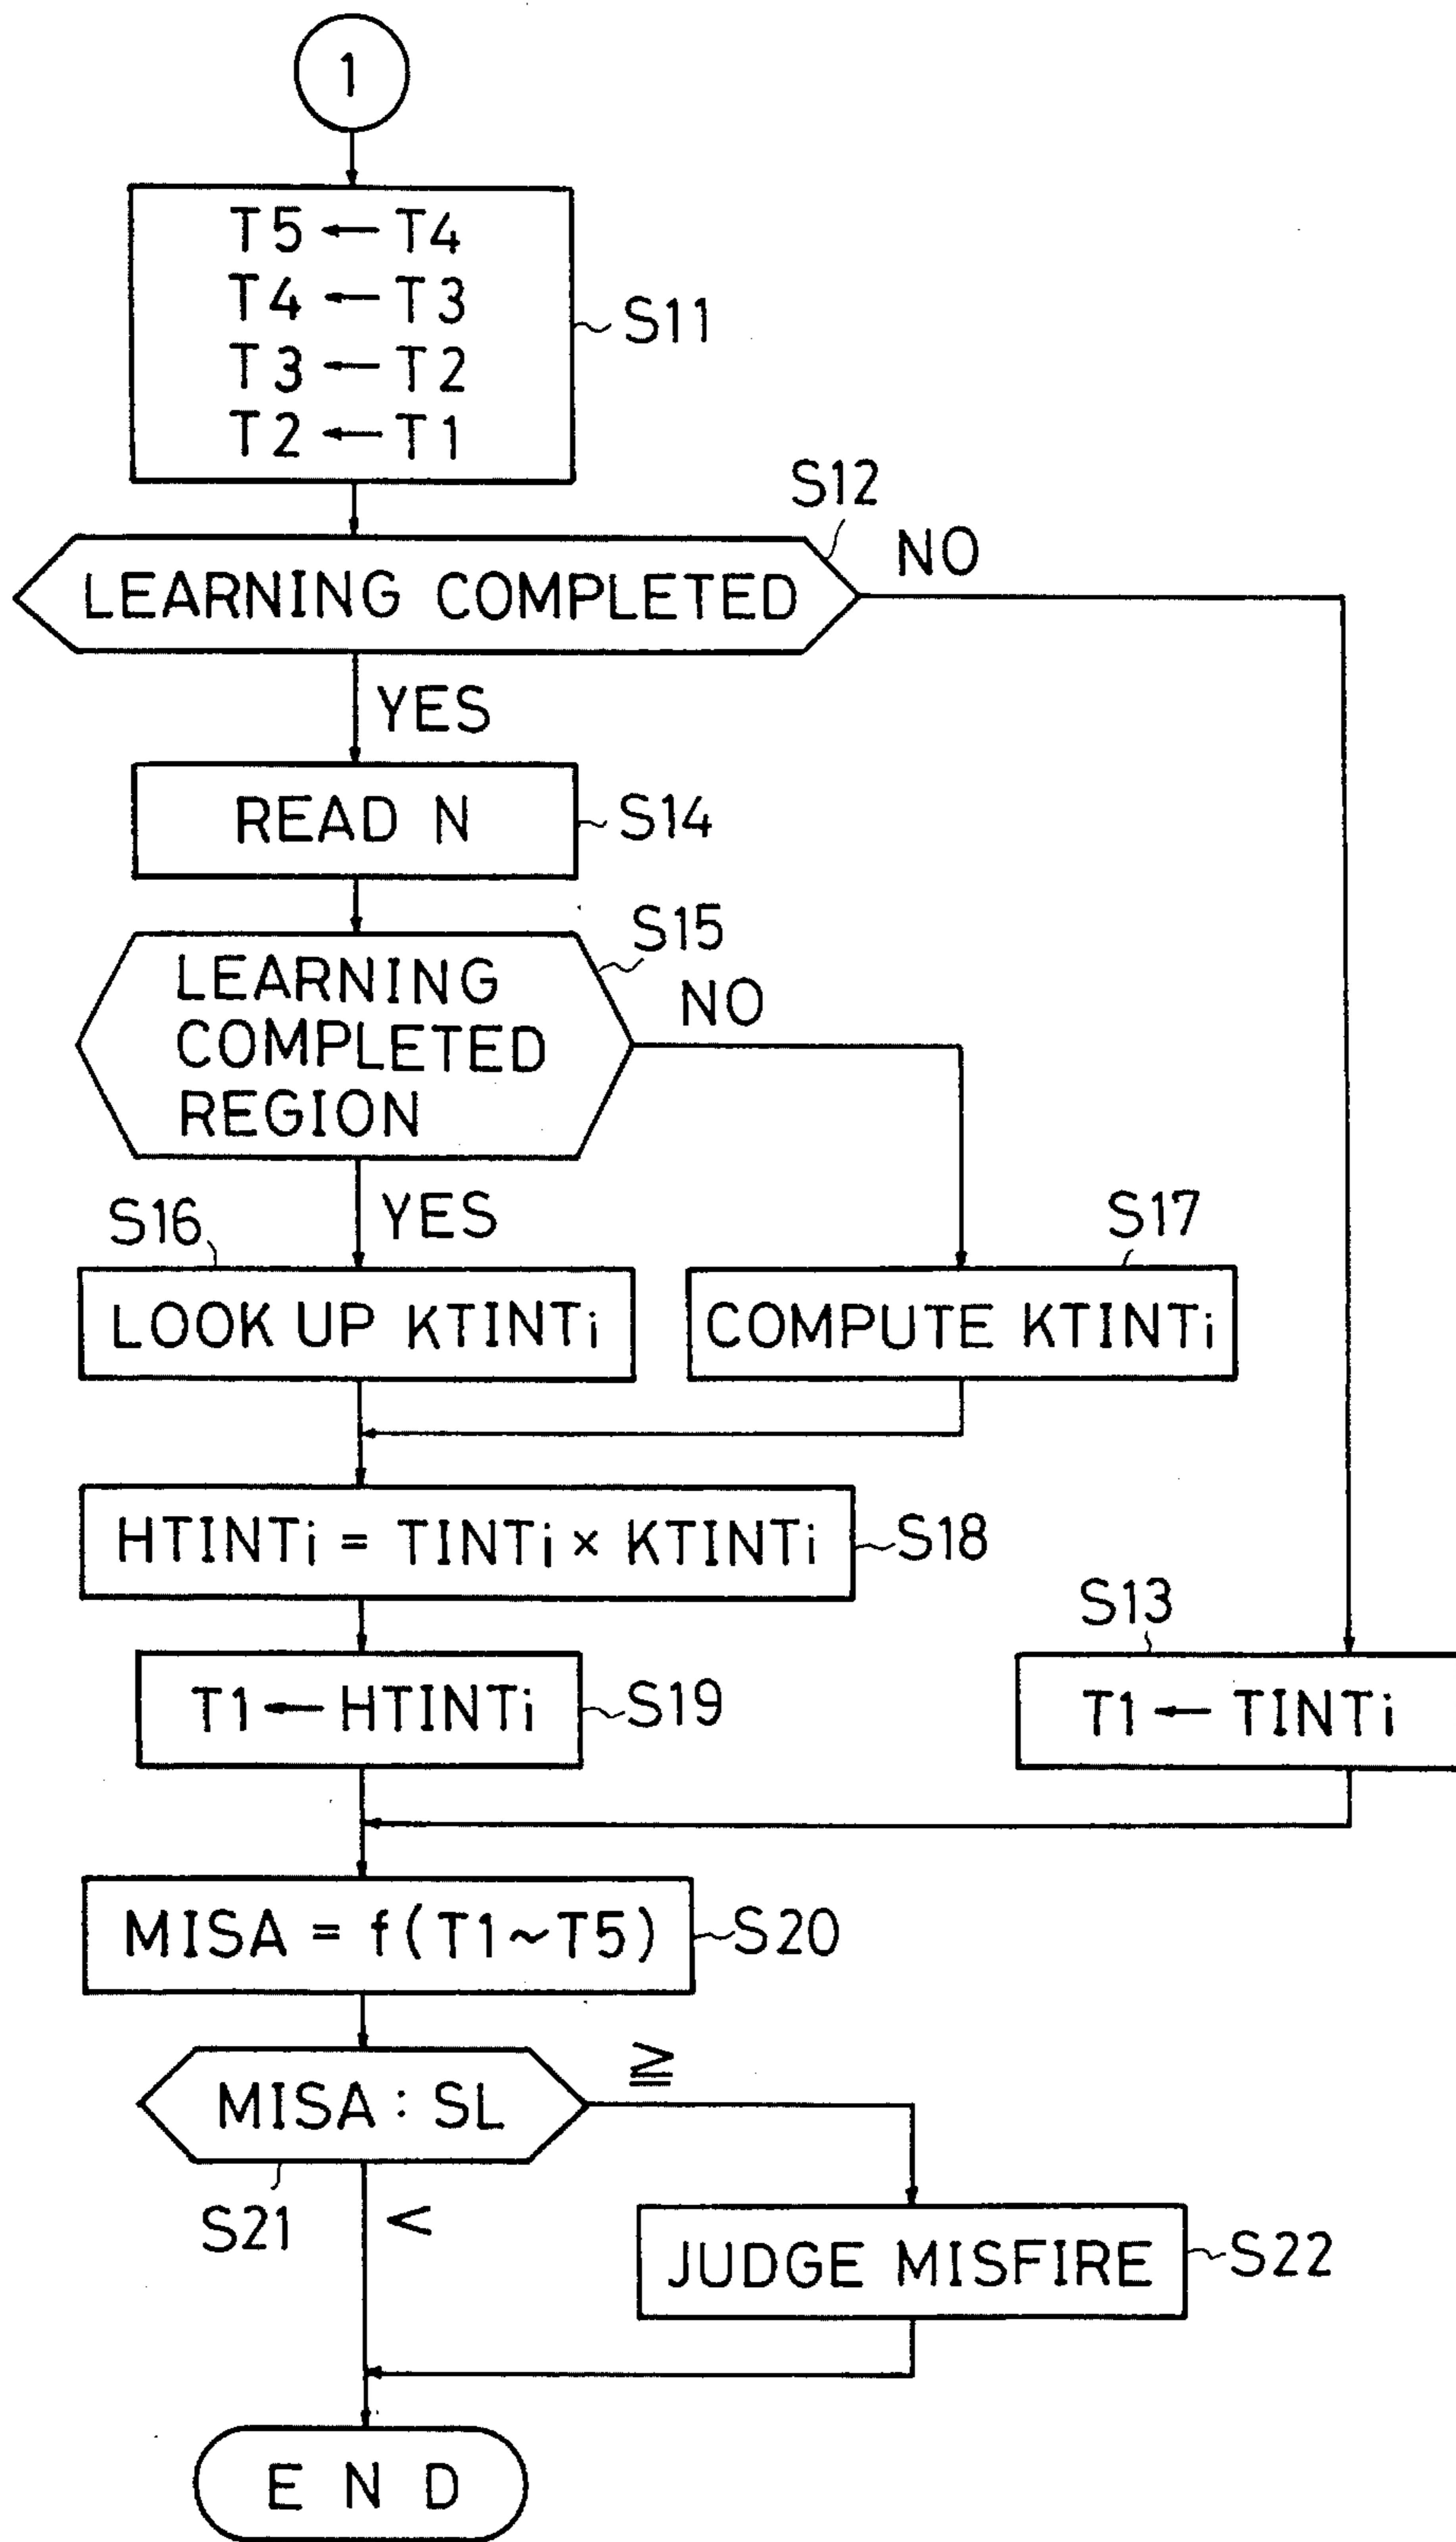 1
T5 ← T4
T4 ← T3
T3 ← T2
T2 ← T1
S11
S12
LEARNING COMPLETED
NO
YES
READ N
S14
S15
LEARNING
COMPLETED
REGION
NO
YES
S16
S17
LOOK UP KTINTi
COMPUTE KTINTi
HTINTi = TINTi × KTINTi
S18
S13
T1 ← HTINTi
S19
T1 ← TINTi
MISA = f(T1~T5)
S20
MISA : SL
≧
S21
<
JUDGE MISFIRE
S22
END